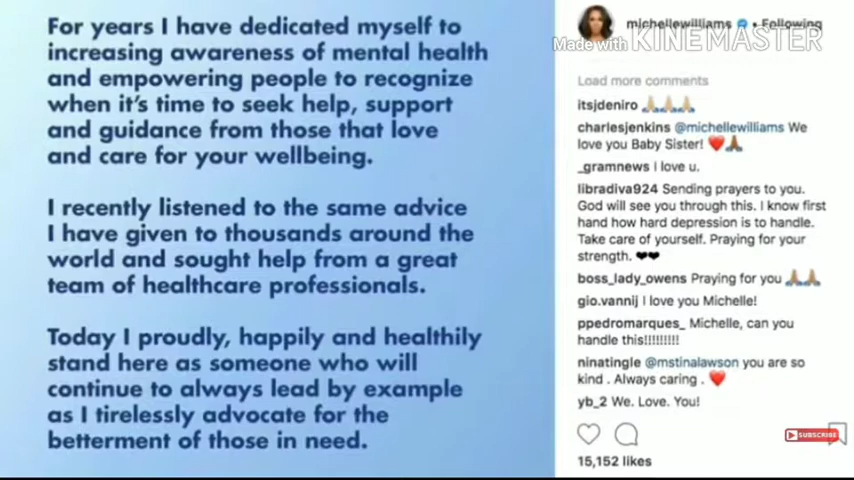 For years I have dedicated myself to
increasing awareness of mental health
and empowering people to recognize
when it's time to seek help, support
and guidance from those that love
and care for your wellbeing.
I recently listened to the same advice
I have given to thousands around the
world and sought help from a great
team of healthcare professionals.
Today I proudly, happily and healthily
stand here as someone who will
continue to always lead by example
as I tirelessly advocate for the
betterment of those in need.
michellewilliams • Following
Made with KINEMASTER
Load more comments
itsjdeniro 🙏🏼🙏🏼🙏🏼
charlesjenkins @michellewilliams We
love you Baby Sister! ❤️🙏🏾
_gramnews I love u.
libradiva924 Sending prayers to you.
God will see you through this. I know first
hand how hard depression is to handle.
Take care of yourself. Praying for your
strength. ❤❤
boss_lady_owens Praying for you 🙏🏽🙏🏽
gio.vannij I love you Michelle!
ppedromarques_ Michelle, can you
handle this!!!!!!!!!
ninatingle @mstinalawson you are so
kind . Always caring . ❤️
yb_2 We. Love. You!
SUBSCRIBE
15,152 likes